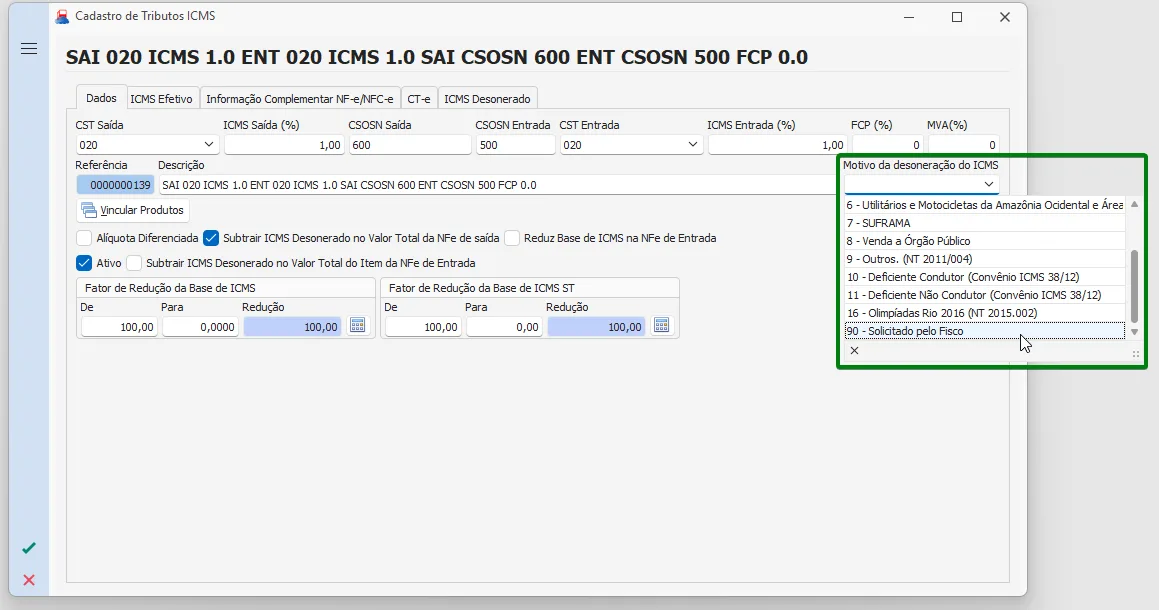 Cadastro de Tributos ICMS
SAI 020 ICMS 1.0 ENT 020 ICMS 1.0 SAI CSOSN 600 ENT CSOSN 500 FCP 0.0
Dados ICMS Efetivo Informação Complementar NF-e/NFC-e CT-e ICMS Desonerado
CST Saída ICMS Saída (%) CSOSN Saída CSOSN Entrada CST Entrada ICMS Entrada (%) FCP (%) MVA(%)
020 1,00 600 500 020 1,00 0 0
Referência Descrição Motivo da desoneração do ICMS
0000000139 SAI 020 ICMS 1.0 ENT 020 ICMS 1.0 SAI CSOSN 600 ENT CSOSN 500 FCP 0.0
Vincular Produtos
Alíquota Diferenciada Subtrair ICMS Desonerado no Valor Total da NFe de saída Reduz Base de ICMS na NFe de Entrada
Ativo Subtrair ICMS Desonerado no Valor Total do Item da NFe de Entrada
Fator de Redução da Base de ICMS Fator de Redução da Base de ICMS ST
De Para Redução De Para Redução
100,00 0,0000 100,00 100,00 0,00 100,00
6 - Utilitários e Motocicletas da Amazônia Ocidental e Área
7 - SUFRAMA
8 - Venda a Órgão Público
9 - Outros. (NT 2011/004)
10 - Deficiente Condutor (Convênio ICMS 38/12)
11 - Deficiente Não Condutor (Convênio ICMS 38/12)
16 - Olimpíadas Rio 2016 (NT 2015.002)
90 - Solicitado pelo Fisco